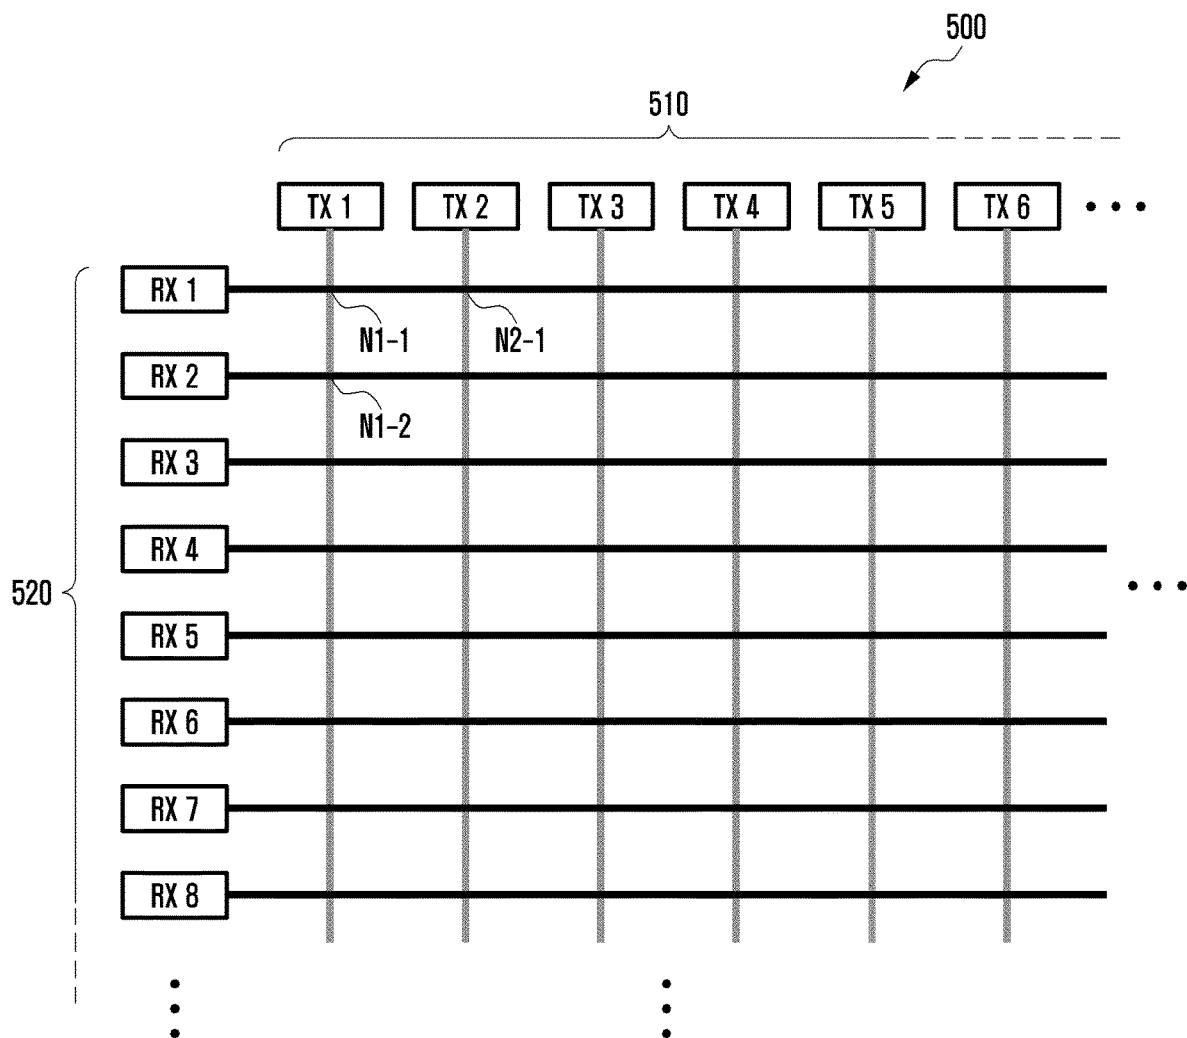 500
510
TX 1 TX 2 TX 3 TX 4 TX 5 TX 6
RX 1
N1-1 N2-1
RX 2
N1-2
RX 3
RX 4
520
RX 5
RX 6
RX 7
RX 8